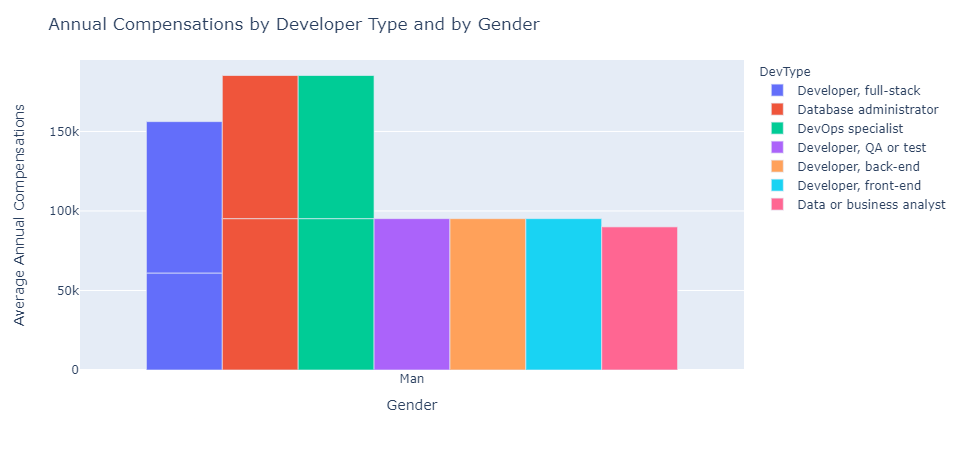 Annual Compensations by Developer Type and by Gender
Average Annual Compensations
150k
100k
50k
0
Man
Gender
DevType
Developer, full-stack
Database administrator
DevOps specialist
Developer, QA or test
Developer, back-end
Developer, front-end
Data or business analyst